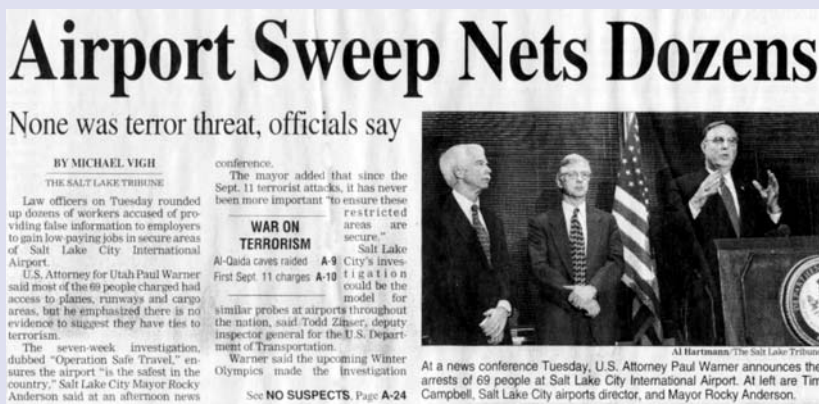 Airport Sweep Nets Dozens
None was terror threat, officials say
BY MICHAEL VIGH
THE SALT LAKE TRIBUNE
Law officers on Tuesday rounded
up dozens of workers accused of pro-
viding false information to employers
to gain low-paying jobs in secure areas
of Salt Lake City International
Airport.
U.S. Attorney for Utah Paul Warner
said most of the 69 people charged had
access to planes, runways and cargo
areas, but he emphasized there is no
evidence to suggest they have ties to
terrorism.
The seven-week investigation,
dubbed "Operation Safe Travel," en-
sures the airport "is the safest in the
country," Salt Lake City Mayor Rocky
Anderson said at an afternoon news
conference.
The mayor added that since the
Sept. 11 terrorist attacks, it has never
been more important "to ensure these
restricted
areas are
secure."
Salt Lake
City's inves-
tigation
could be the
model for
similar probes at airports throughout
the nation, said Todd Zinser, deputy
inspector general for the U.S. Depart-
ment of Transportation.
Warner said the upcoming Winter
Olympics made the investigation
See NO SUSPECTS, Page A-24
WAR ON
TERRORISM
Al-Qaida caves raided A-9
First Sept. 11 charges A-10
Al Hartmann/The Salt Lake Tribune
At a news conference Tuesday, U.S. Attorney Paul Warner announces the
arrests of 69 people at Salt Lake City International Airport. At left are Tim
Campbell, Salt Lake City airports director, and Mayor Rocky Anderson.